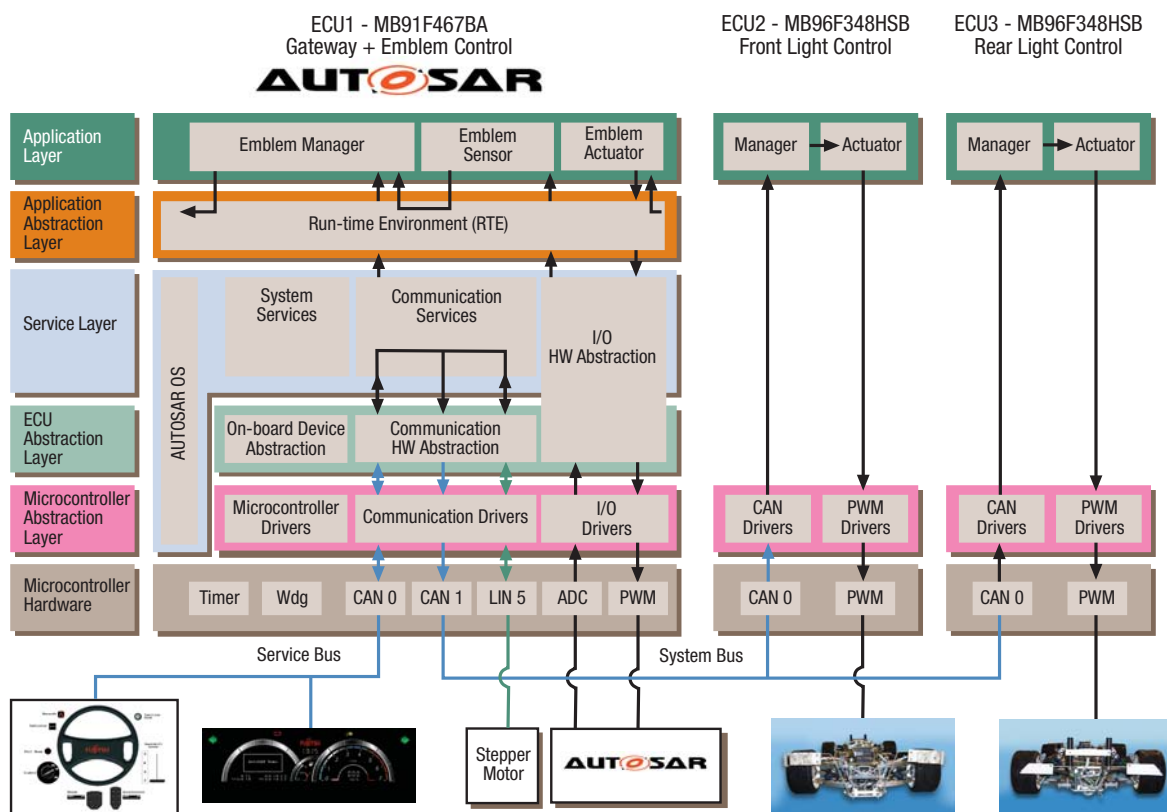 ECU1 - MB91F467BA
Gateway + Emblem Control
AUTOSAR
ECU2 - MB96F348HSB
Front Light Control
ECU3 - MB96F348HSB
Rear Light Control
Application
Layer
Emblem Manager
Emblem
Sensor
Emblem
Actuator
Manager
Actuator
Manager
Actuator
Application
Abstraction
Layer
Run-time Environment (RTE)
Service Layer
AUTOSAR OS
System
Services
Communication
Services
I/O
HW Abstraction
ECU
Abstraction
Layer
On-board Device
Abstraction
Communication
HW Abstraction
Microcontroller
Abstraction
Layer
Microcontroller
Drivers
Communication Drivers
I/O
Drivers
CAN
Drivers
PWM
Drivers
CAN
Drivers
PWM
Drivers
Microcontroller
Hardware
Timer
Wdg
CAN 0
CAN 1
LIN 5
ADC
PWM
CAN 0
PWM
CAN 0
PWM
Service Bus
System Bus
FUJITSU
FUJITSU
Stepper
Motor
AUTOSAR